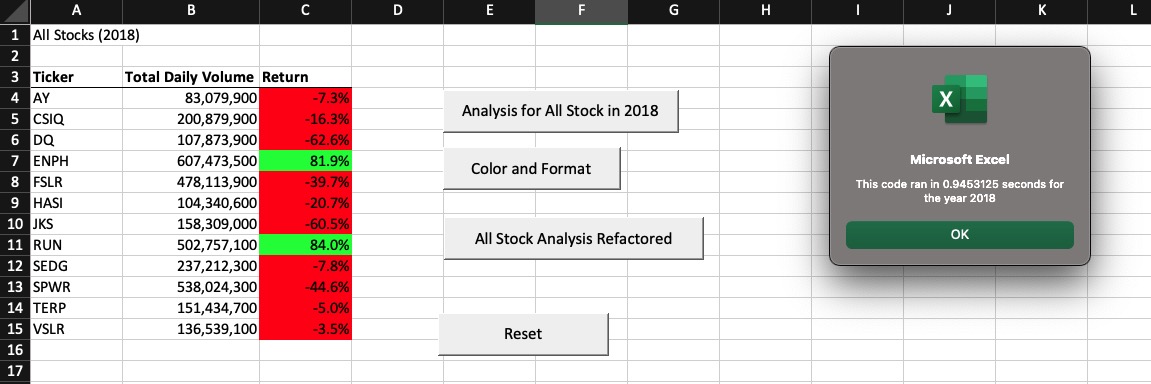 A B C D E F G H I J K L
1 All Stocks (2018)
2
3 Ticker Total Daily Volume Return
4 AY 83,079,900 -7.3%
5 CSIQ 200,879,900 -16.3%
6 DQ 107,873,900 -62.6%
7 ENPH 607,473,500 81.9%
8 FSLR 478,113,900 -39.7%
9 HASI 104,340,600 -20.7%
10 JKS 158,309,000 -60.5%
11 RUN 502,757,100 84.0%
12 SEDG 237,212,300 -7.8%
13 SPWR 538,024,300 -44.6%
14 TERP 151,434,700 -5.0%
15 VSLR 136,539,100 -3.5%
16
17
Analysis for All Stock in 2018
Color and Format
All Stock Analysis Refactored
Reset
X
Microsoft Excel
This code ran in 0.9453125 seconds for
the year 2018
OK